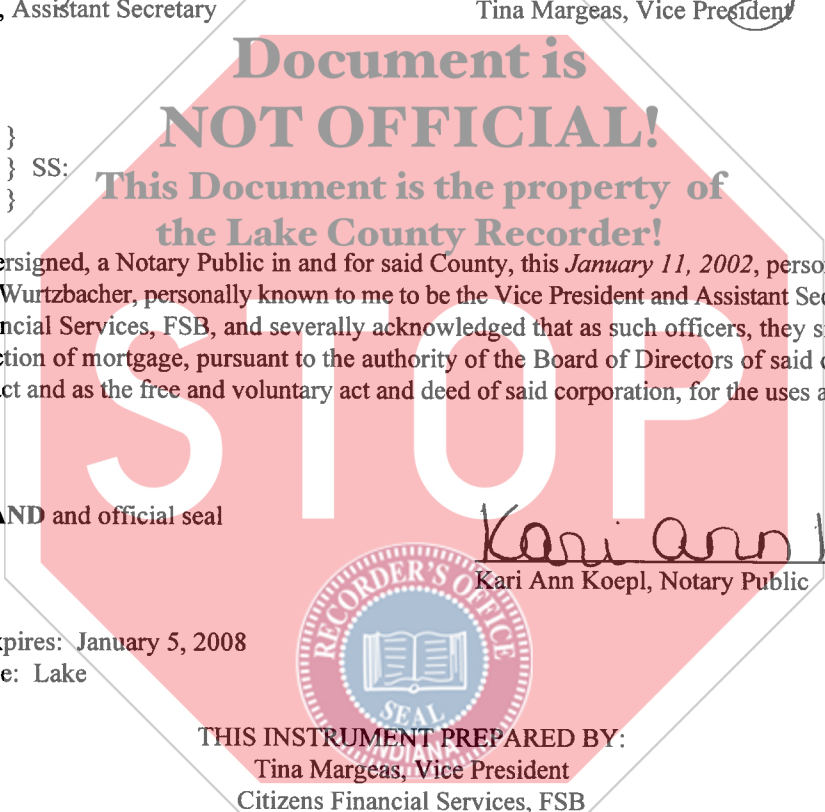 , Assistant Secretary Tina Margeas, Vice President
Document is
NOT OFFICIAL!
}
} SS:
}
This Document is the property of
the Lake County Recorder!
ersigned, a Notary Public in and for said County, this January 11, 2002, perso
Wurtzbacher, personally known to me to be the Vice President and Assistant Sec
ncial Services, FSB, and severally acknowledged that as such officers, they s
ction of mortgage, pursuant to the authority of the Board of Directors of said c
ct and as the free and voluntary act and deed of said corporation, for the uses a
STOP
AND and official seal
Kari Ann K
Kari Ann Koepl, Notary Public
RECORDER'S OFFICE
SEAL
INDIANA
xpires: January 5, 2008
e: Lake
THIS INSTRUMENT PREPARED BY:
Tina Margeas, Vice President
Citizens Financial Services, FSB